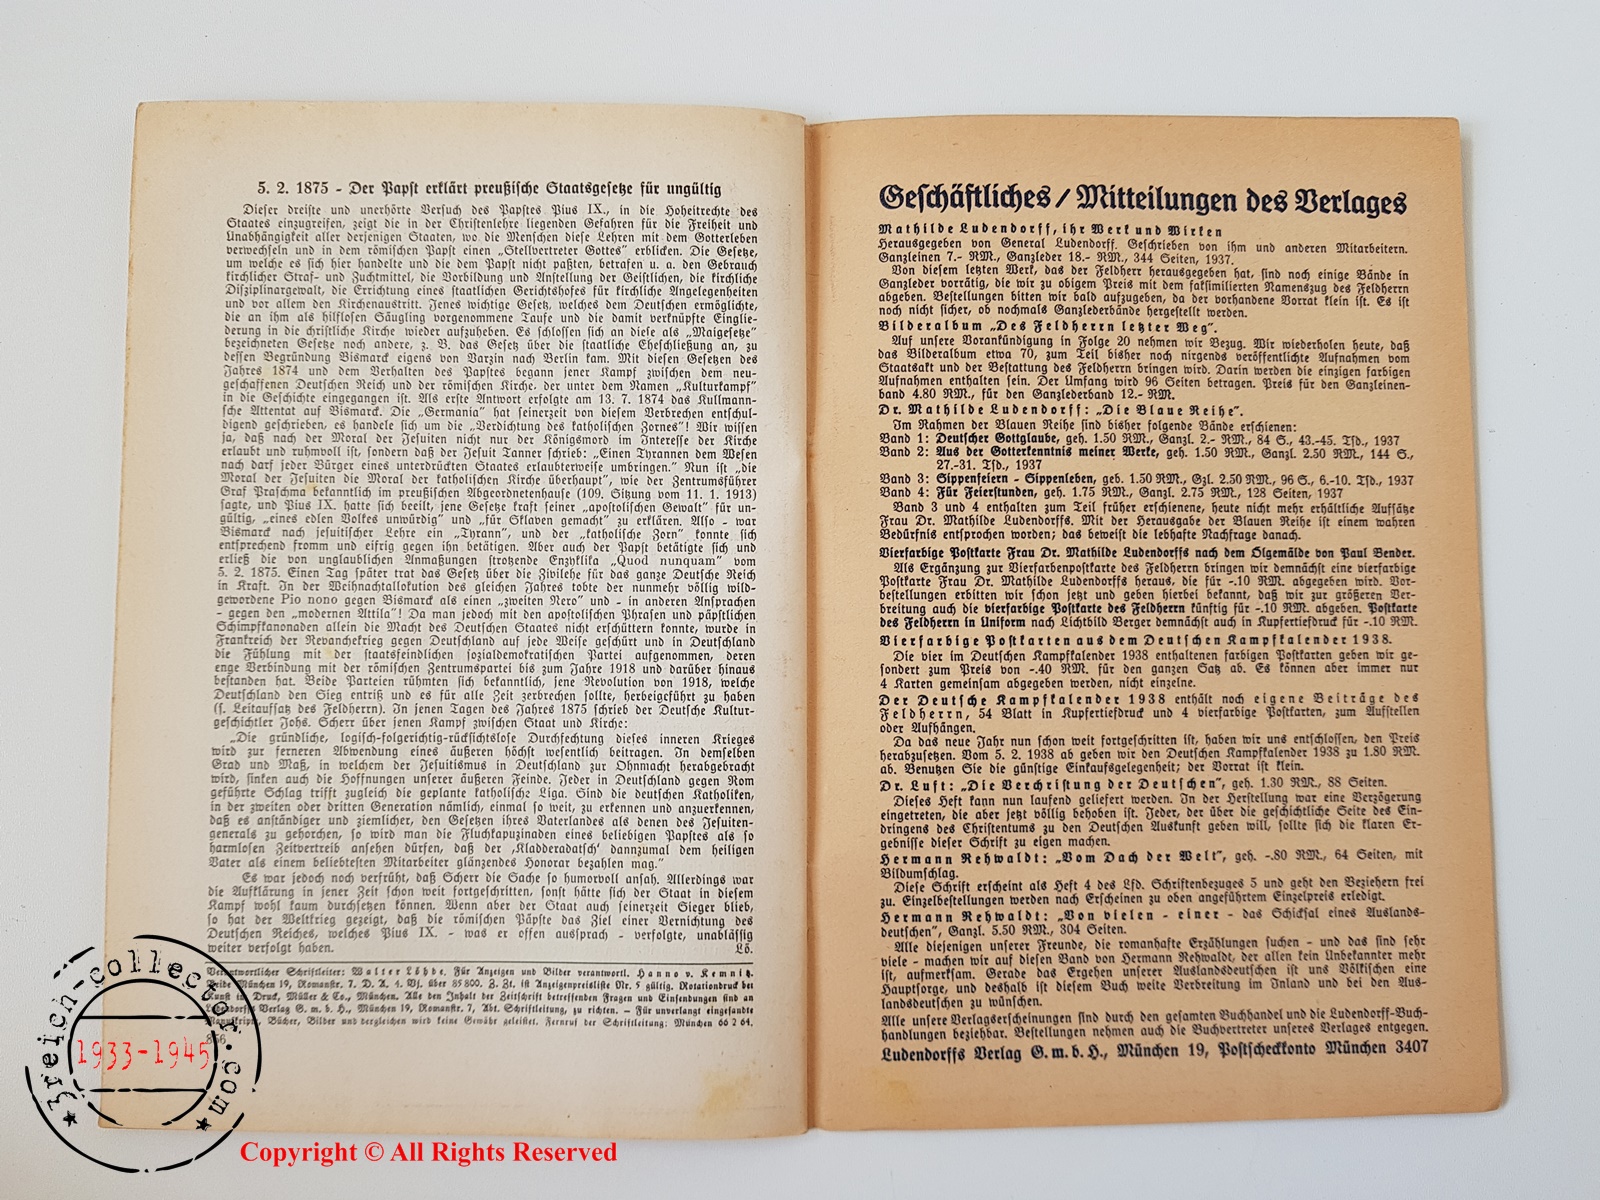 5. 2. 1875 - Der Papst erklärt preußische Staatsgesetze für ungültig
Dieser dreiste und unerhörte Versuch des Papstes Pius IX., in die Hoheitrechte des
Staates einzugreifen, zeigt die in der Christenlehre liegenden Gefahren für die Freiheit und
Unabhängigkeit aller derjenigen Staaten, wo die Menschen diese Lehren mit dem Gotterleben
verwechseln und in dem römischen Papst einen „Stellvertreter Gottes" erblicken. Die Gesetze,
um welche es sich hier handelte und die dem Papst nicht paßten, betrafen u. a. den Gebrauch
kirchlicher Straf- und Zuchtmittel, die Vorbildung und Anstellung der Geistlichen, die kirchliche
Disziplinargewalt, die Errichtung eines staatlichen Gerichtshofes für kirchliche Angelegenheiten
und vor allem den Kirchenaustritt. Jenes wichtige Gesetz, welches dem Deutschen ermöglichte,
die an ihm als hilflosen Säugling vorgenommene Taufe und die damit verknüpfte Einglie-
derung in die christliche Kirche wieder aufzuheben. Es schlossen sich an diese als „Maigesetze"
bezeichneten Gesetze noch andere, z. B. das Gesetz über die staatliche Eheschließung an, zu
dessen Begründung Bismarck eigens von Varzin nach Berlin kam. Mit diesen Gesetzen des
Jahres 1874 und dem Verhalten des Papstes begann jener Kampf zwischen dem neu-
geschaffenen Deutschen Reich und der römischen Kirche, der unter dem Namen „Kulturkampf"
in die Geschichte eingegangen ist. Als erste Antwort erfolgte am 13. 7. 1874 das Kullmann-
sche Attentat auf Bismarck. Die „Germania" hat seinerzeit von diesem Verbrechen entschul-
digend geschrieben, es handele sich um die „Verdichtung des katholischen Zornes"! Wir wissen
ja, daß nach der Moral der Jesuiten nicht nur der Königsmord im Interesse der Kirche
erlaubt und ruhmvoll ist, sondern daß der Jesuit Tanner schrieb: „Einen Tyrannen dem Wesen
nach darf jeder Bürger eines unterdrückten Staates erlaubterweise umbringen." Nun ist „die
Moral der Jesuiten die Moral der katholischen Kirche überhaupt", wie der Zentrumsführer
Graf Praschma bekanntlich im preußischen Abgeordnetenhause (109. Sitzung vom 11. 1. 1913)
sagte, und Pius IX. hatte sich beeilt, jene Gesetze kraft seiner „apostolischen Gewalt" für un-
gültig, „eines edlen Volkes unwürdig" und „für Sklaven gemacht" zu erklären. Also - war
Bismarck nach jesuitischer Lehre ein „Tyrann", und der „katholische Zorn" konnte sich
entsprechend fromm und eifrig gegen ihn betätigen. Aber auch der Papst betätigte sich und
erließ die von unglaublichen Anmaßungen strotzende Enzyklika „Quod nunquam" vom
5. 2. 1875. Einen Tag später trat das Gesetz über die Zivilehe für das ganze Deutsche Reich
in Kraft. In der Weihnachtallokution des gleichen Jahres tobte der nunmehr völlig wild-
gewordene Pio nono gegen Bismarck als einen „zweiten Nero" und - in anderen Ansprachen
- gegen den „modernen Attila"! Da man jedoch mit den apostolischen Phrasen und päpstlichen
Schimpfkanonaden allein die Macht des Deutschen Staates nicht erschüttern konnte, wurde in
Frankreich der Revanchekrieg gegen Deutschland auf jede Weise geschürt und in Deutschland
die Fühlung mit der staatsfeindlichen sozialdemokratischen Partei aufgenommen, deren
enge Verbindung mit der römischen Zentrumspartei bis zum Jahre 1918 und darüber hinaus
bestanden hat. Beide Parteien rühmten sich bekanntlich, jene Revolution von 1918, welche
Deutschland den Sieg entriß und es für alle Zeit zerbrechen sollte, herbeigeführt zu haben
(s. Leitaufsatz des Feldherrn). In jenen Tagen des Jahres 1875 schrieb der Deutsche Kultur-
geschichtler Johs. Scherr über jenen Kampf zwischen Staat und Kirche:
„Die gründliche, logisch-folgerichtig-rücksichtslose Durchfechtung dieses inneren Krieges
wird zur ferneren Abwendung eines äußeren höchst wesentlich beitragen. In demselben
Grad und Maß, in welchem der Jesuitismus in Deutschland zur Ohnmacht herabgebracht
wird, sinken auch die Hoffnungen unserer äußeren Feinde. Jeder in Deutschland gegen Rom
geführte Schlag trifft zugleich die geplante katholische Liga. Sind die deutschen Katholiken,
in der zweiten oder dritten Generation nämlich, einmal so weit, zu erkennen und anzuerkennen,
daß es anständiger und ziemlicher, den Gesetzen ihres Vaterlandes als denen des Jesuiten-
generals zu gehorchen, so wird man die Fluchkapuzinaden eines beliebigen Papstes als so
harmlosen Zeitvertreib ansehen dürfen, daß der ‚Kladderadatsch' dannzumal dem heiligen
Vater als einem beliebtesten Mitarbeiter glänzendes Honorar bezahlen mag."
Es war jedoch noch verfrüht, daß Scherr die Sache so humorvoll ansah. Allerdings war
die Aufklärung in jener Zeit schon weit fortgeschritten, sonst hätte sich der Staat in diesem
Kampf wohl kaum durchsetzen können. Wenn aber der Staat auch seinerzeit Sieger blieb,
so hat der Weltkrieg gezeigt, daß die römischen Päpste das Ziel einer Vernichtung des
Deutschen Reiches, welches Pius IX. - was er offen aussprach - verfolgte, unablässig
weiter verfolgt haben. Lö.
Verantwortlicher Schriftleiter: Walter Löhde. Für Anzeigen und Bilder verantwortl. Hanno v. Kemnitz.
Beide München 19, Romanstr. 7. D. A. 4. Vj. über 85 800. Z. Zt. ist Anzeigenpreisliste Nr. 5 gültig. Rotationdruck bei
Kunst im Druck, Müller & Co., München. Alle den Inhalt der Zeitschrift betreffenden Fragen und Einsendungen sind an
Ludendorffs Verlag G. m. b. H., München 19, Romanstr. 7, Abt. Schriftleitung, zu richten. — Für unverlangt eingesandte
Manuskripte, Bücher, Bilder und dergleichen wird keine Gewähr geleistet. Fernruf der Schriftleitung: München 66 2 64.
856
Geschäftliches / Mitteilungen des Verlages
Mathilde Ludendorff, ihr Werk und Wirken
Herausgegeben von General Ludendorff. Geschrieben von ihm und anderen Mitarbeitern.
Ganzleinen 7.- RM., Ganzleder 18.- RM., 344 Seiten, 1937.
Von diesem letzten Werk, das der Feldherr herausgegeben hat, sind noch einige Bände in
Ganzleder vorrätig, die wir zu obigem Preis mit dem faksimilierten Namenszug des Feldherrn
abgeben. Bestellungen bitten wir bald aufzugeben, da der vorhandene Vorrat klein ist. Es ist
noch nicht sicher, ob nochmals Ganzlederbände hergestellt werden.
Bilderalbum „Des Feldherrn letzter Weg".
Auf unsere Vorankündigung in Folge 20 nehmen wir Bezug. Wir wiederholen heute, daß
das Bilderalbum etwa 70, zum Teil bisher noch nirgends veröffentlichte Aufnahmen vom
Staatsakt und der Bestattung des Feldherrn bringen wird. Darin werden die einzigen farbigen
Aufnahmen enthalten sein. Der Umfang wird 96 Seiten betragen. Preis für den Ganzleinen-
band 4.80 RM., für den Ganzlederband 12.- RM.
Dr. Mathilde Ludendorff: „Die Blaue Reihe".
Im Rahmen der Blauen Reihe sind bisher folgende Bände erschienen:
Band 1: Deutscher Gottglaube, geh. 1.50 RM., Ganzl. 2.- RM., 84 S., 43.-45. Tsd., 1937
Band 2: Aus der Gotterkenntnis meiner Werke, geh. 1.50 RM., Ganzl. 2.50 RM., 144 S.,
27.-31. Tsd., 1937
Band 3: Sippenfeiern - Sippenleben, geb. 1.50 RM., Gzl. 2.50 RM., 96 S., 6.-10. Tsd., 1937
Band 4: Für Feierstunden, geh. 1.75 RM., Ganzl. 2.75 RM., 128 Seiten, 1937
Band 3 und 4 enthalten zum Teil früher erschienene, heute nicht mehr erhältliche Aufsätze
Frau Dr. Mathilde Ludendorffs. Mit der Herausgabe der Blauen Reihe ist einem wahren
Bedürfnis entsprochen worden; das beweist die lebhafte Nachfrage danach.
Vierfarbige Postkarte Frau Dr. Mathilde Ludendorffs nach dem Ölgemälde von Paul Bender.
Als Ergänzung zur Vierfarbenpostkarte des Feldherrn bringen wir demnächst eine vierfarbige
Postkarte Frau Dr. Mathilde Ludendorffs heraus, die für -.10 RM. abgegeben wird. Vor-
bestellungen erbitten wir schon jetzt und geben hierbei bekannt, daß wir zur größeren Ver-
breitung auch die vierfarbige Postkarte des Feldherrn künftig für -.10 RM. abgeben. Postkarte
des Feldherrn in Uniform nach Lichtbild Berger demnächst auch in Kupfertiefdruck für -.10 RM.
Vierfarbige Postkarten aus dem Deutschen Kampfkalender 1938.
Die vier im Deutschen Kampfkalender 1938 enthaltenen farbigen Postkarten geben wir ge-
sondert zum Preis von -.40 RM. für den ganzen Satz ab. Es können aber immer nur
4 Karten gemeinsam abgegeben werden, nicht einzelne.
Der Deutsche Kampfkalender 1938 enthält noch eigene Beiträge des
Feldherrn, 54 Blatt in Kupfertiefdruck und 4 vierfarbige Postkarten, zum Aufstellen
oder Aufhängen.
Da das neue Jahr nun schon weit fortgeschritten ist, haben wir uns entschlossen, den Preis
herabzusetzen. Vom 5. 2. 1938 ab geben wir den Deutschen Kampfkalender 1938 zu 1.80 RM.
ab. Benutzen Sie die günstige Einkaufsgelegenheit; der Vorrat ist klein.
Dr. Luft: „Die Verchristung der Deutschen", geh. 1.30 RM., 88 Seiten.
Dieses Heft kann nun laufend geliefert werden. In der Herstellung war eine Verzögerung
eingetreten, die aber jetzt völlig behoben ist. Jeder, der über die geschichtliche Seite des Ein-
dringens des Christentums zu den Deutschen Auskunft geben will, sollte sich die klaren Er-
gebnisse dieser Schrift zu eigen machen.
Hermann Rehwaldt: „Vom Dach der Welt", geh. -.80 RM., 64 Seiten, mit
Bildumschlag.
Diese Schrift erscheint als Heft 4 des Lfd. Schriftenbezuges 5 und geht den Beziehern frei
zu. Einzelbestellungen werden nach Erscheinen zu oben angeführtem Einzelpreis erledigt.
Hermann Rehwaldt: „Von vielen - einer - das Schicksal eines Auslands-
deutschen", Ganzl. 5.50 RM., 304 Seiten.
Alle diejenigen unserer Freunde, die romanhafte Erzählungen suchen - und das sind sehr
viele - machen wir auf diesen Band von Hermann Rehwaldt, der allen kein Unbekannter mehr
ist, aufmerksam. Gerade das Ergehen unserer Auslandsdeutschen ist uns Völkischen eine
Hauptsorge, und deshalb ist diesem Buch weite Verbreitung im Inland und bei den Aus-
landsdeutschen zu wünschen.
Alle unsere Verlagserscheinungen sind durch den gesamten Buchhandel und die Ludendorff-Buch-
handlungen beziehbar. Bestellungen nehmen auch die Buchvertreter unseres Verlages entgegen.
Ludendorffs Verlag G. m. b. H., München 19, Postscheckkonto München 3407
3reich-collector.com
1933-1945
Copyright © All Rights Reserved